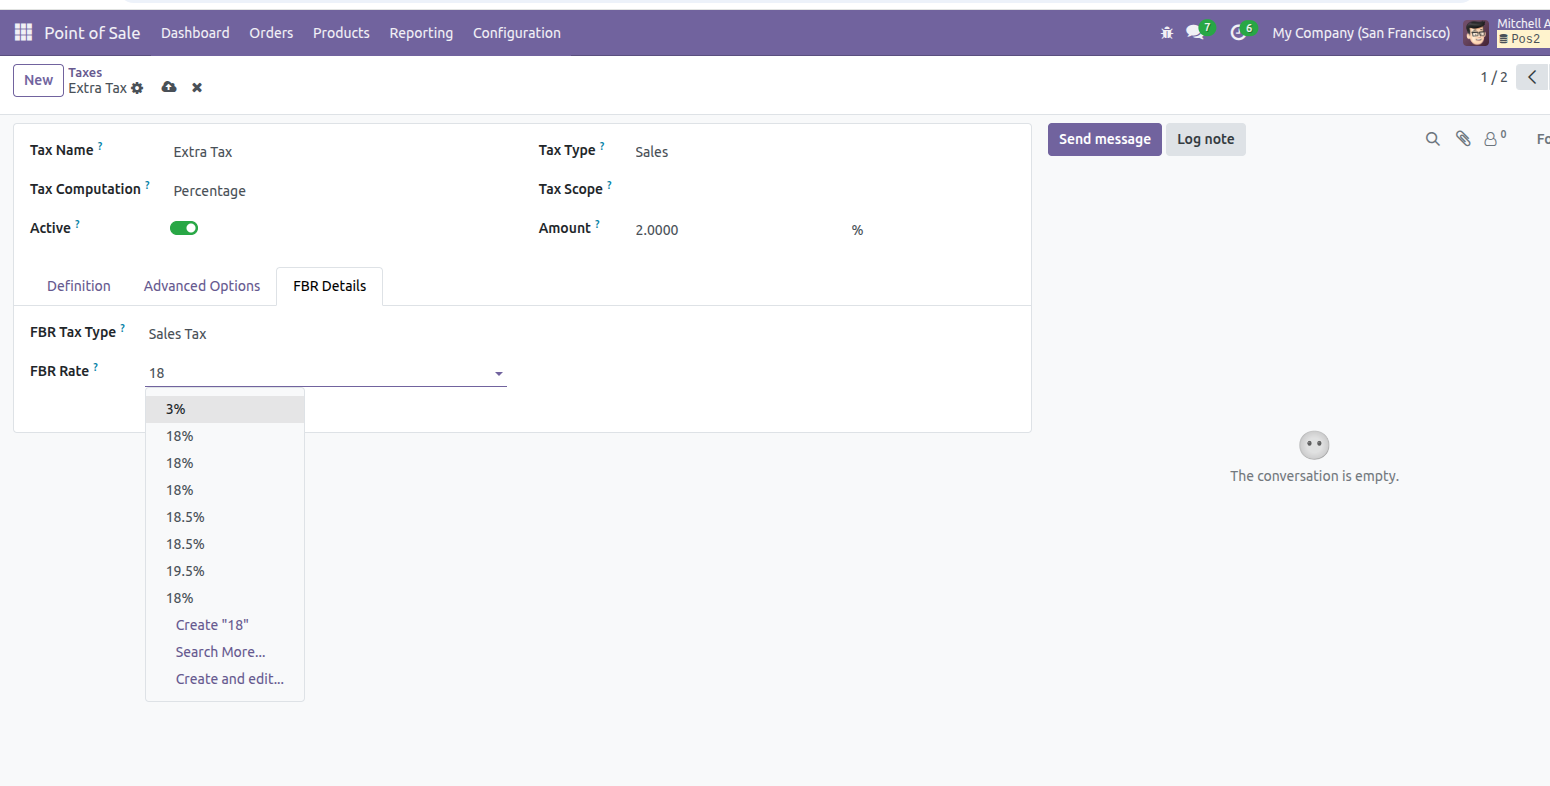 Point of Sale Dashboard Orders Products Reporting Configuration 7 6 My Company (San Francisco) Mitchell A
Pos2
New Taxes
Extra Tax
1 / 2
Tax Name ? Extra Tax Tax Type ? Sales
Tax Computation ? Percentage Tax Scope ?
Active ? Amount ? 2.0000 %
Definition Advanced Options FBR Details
FBR Tax Type ? Sales Tax
FBR Rate ? 18
3%
18%
18%
18%
18.5%
18.5%
19.5%
18%
Create "18"
Search More...
Create and edit...
Send message Log note 0 Fo
The conversation is empty.